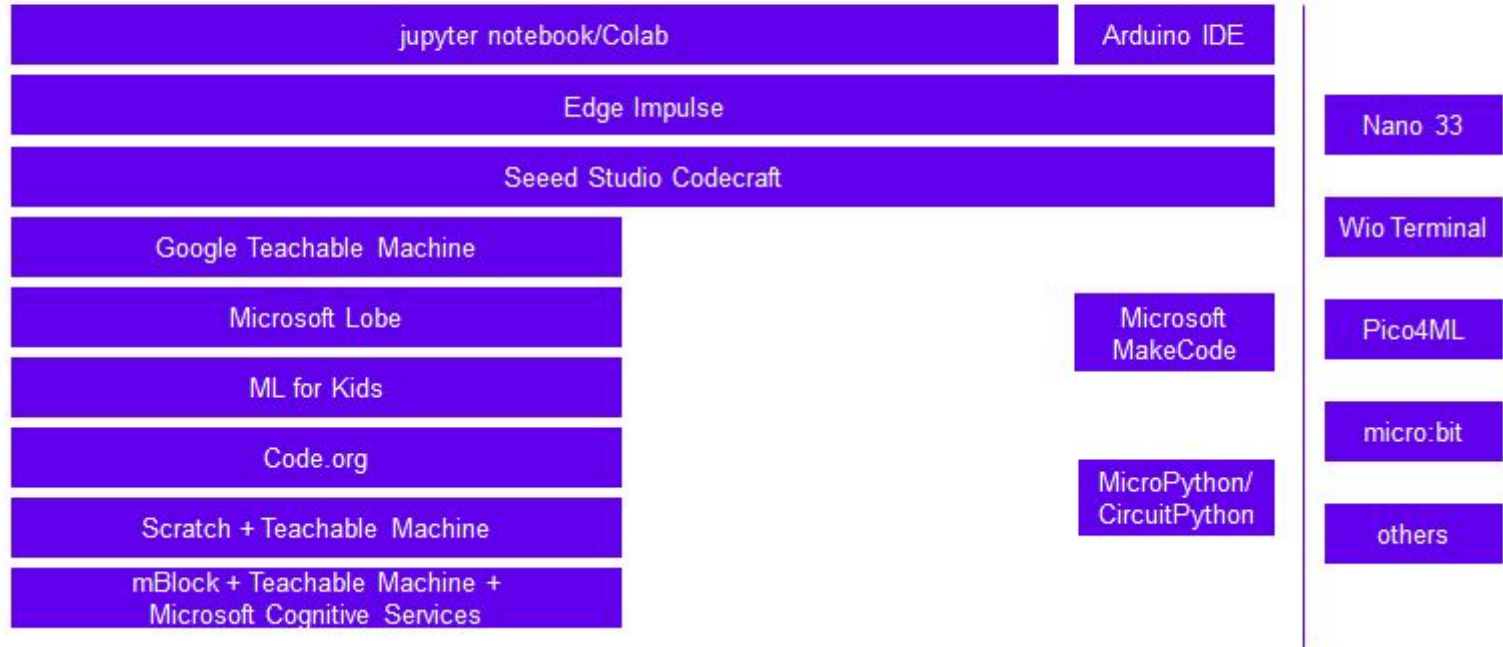 jupyter notebook/Colab
Arduino IDE
Edge Impulse
Seeed Studio Codecraft
Google Teachable Machine
Microsoft Lobe
ML for Kids
Code.org
Scratch + Teachable Machine
mBlock + Teachable Machine +
Microsoft Cognitive Services
Microsoft
MakeCode
MicroPython/
CircuitPython
Nano 33
Wio Terminal
Pico4ML
micro:bit
others